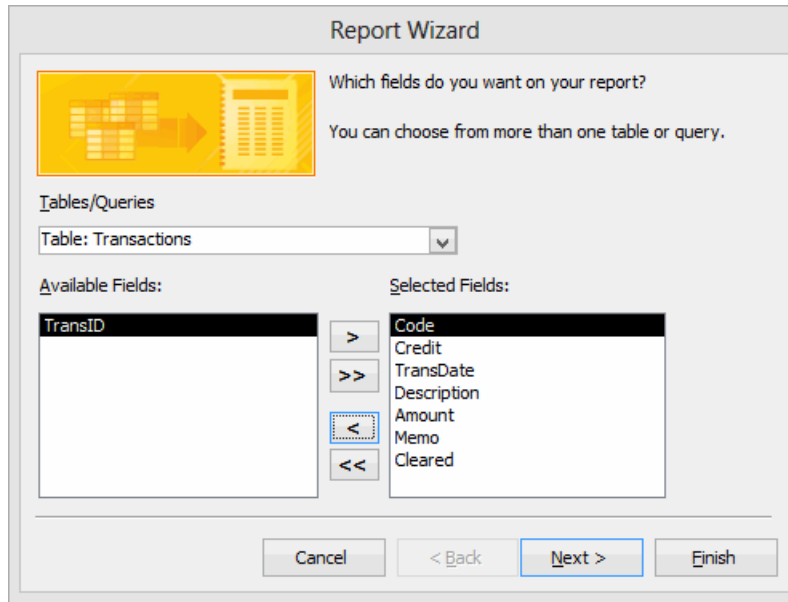 Report Wizard
Which fields do you want on your report?
You can choose from more than one table or query.
Tables/Queries
Table: Transactions
Available Fields:
Selected Fields:
TransID
Code
Credit
TransDate
Description
Amount
Memo
Cleared
>
>>
<
<<
Cancel
< Back
Next >
Finish